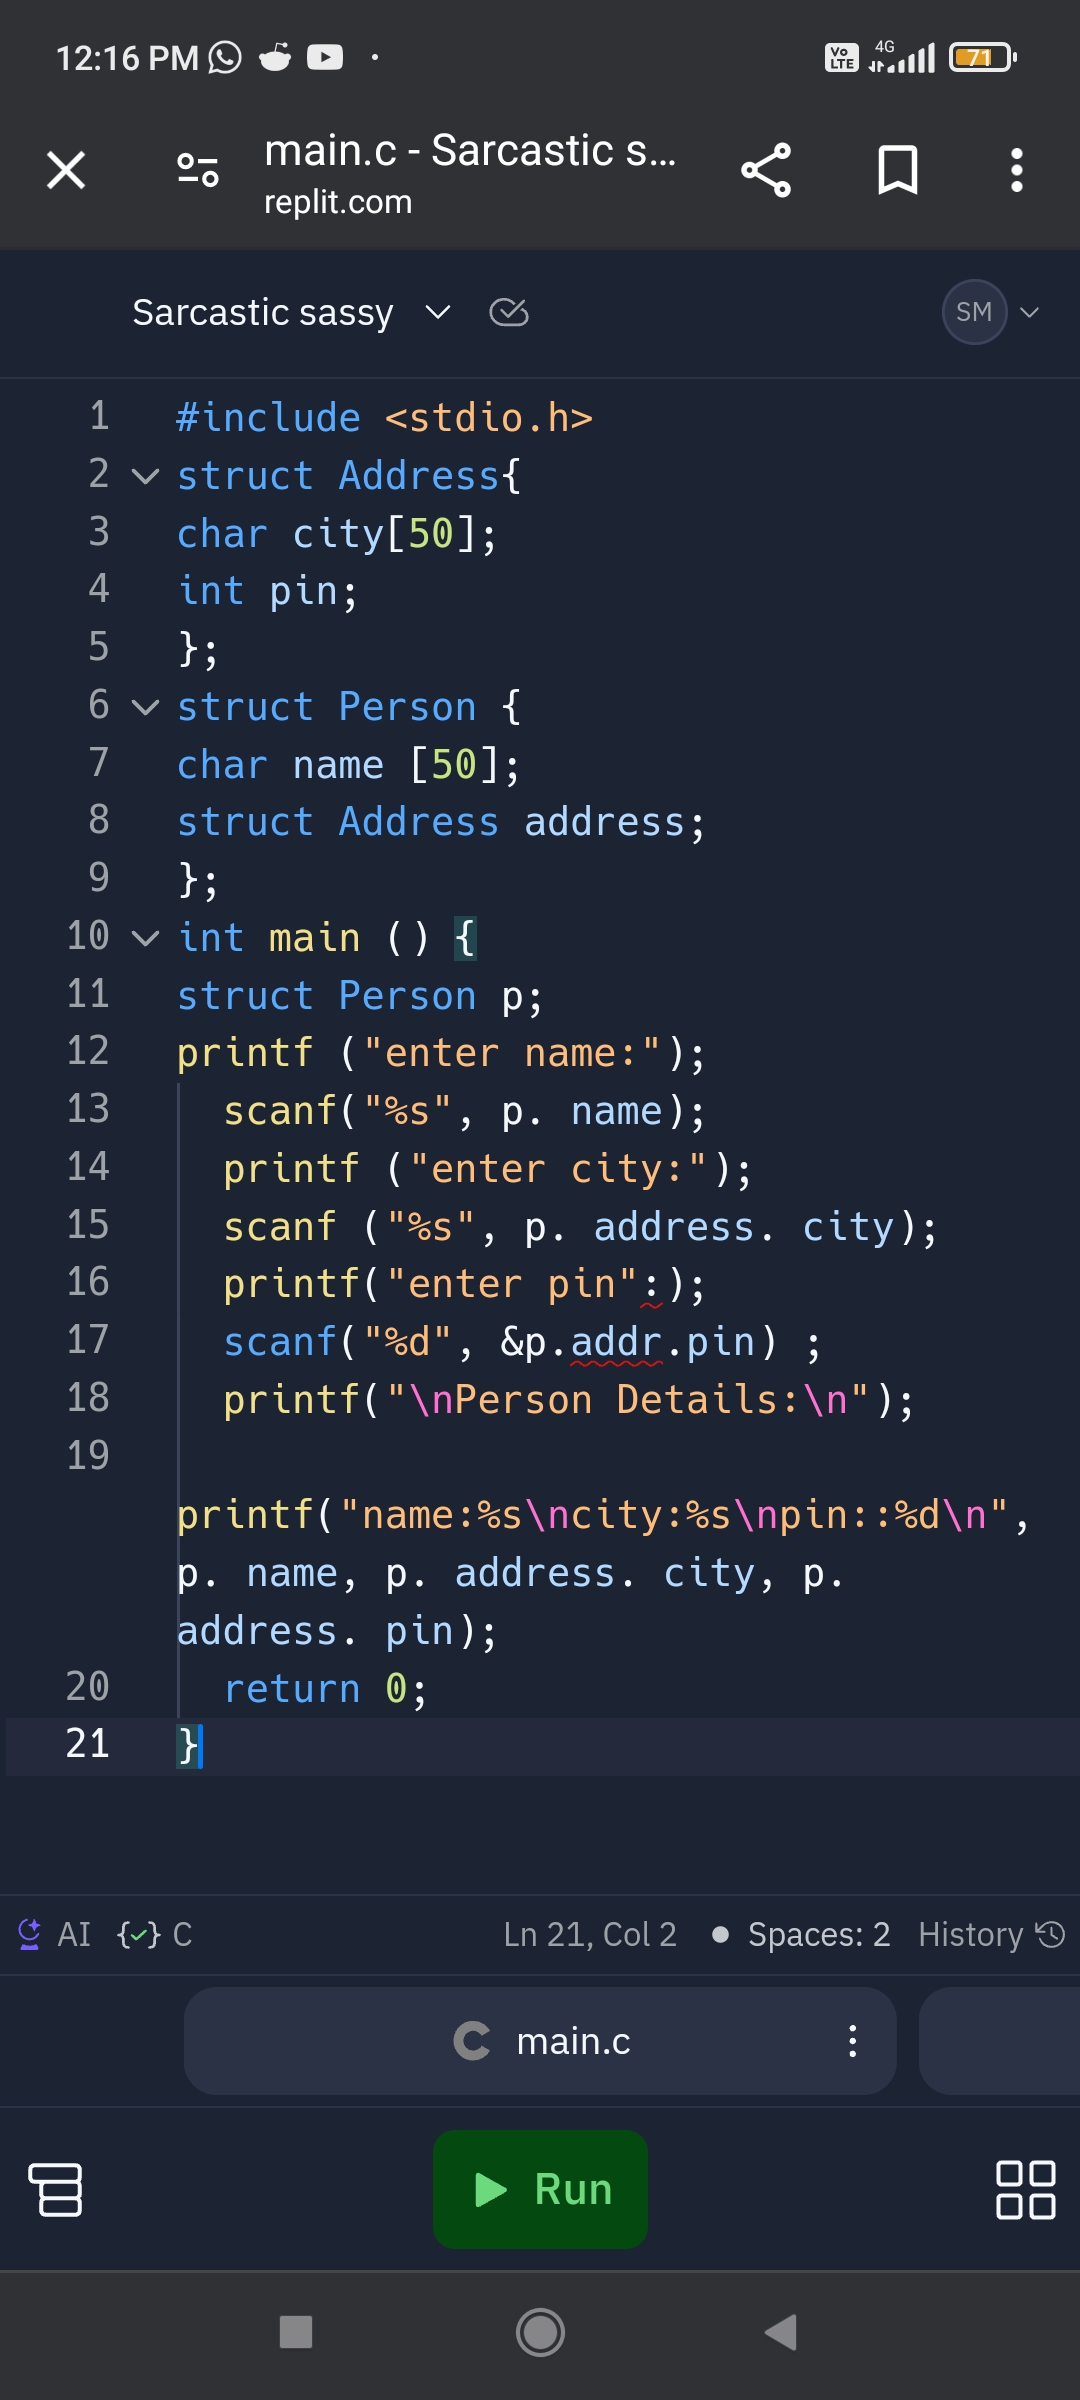 12:16 PM
Vo LTE 4G 71
main.c - Sarcastic s...
replit.com
Sarcastic sassy
SM
1 #include <stdio.h>
2 struct Address{
3 char city[50];
4 int pin;
5 };
6 struct Person {
7 char name [50];
8 struct Address address;
9 };
10 int main () {
11 struct Person p;
12 printf ("enter name:");
13 scanf("%s", p. name);
14 printf ("enter city:");
15 scanf ("%s", p. address. city);
16 printf("enter pin":);
17 scanf("%d", &p.addr.pin) ;
18 printf("\nPerson Details:\n");
19
printf("name:%s\ncity:%s\npin::%d\n",
p. name, p. address. city, p.
address. pin);
20 return 0;
21 }
AI {✓} C Ln 21, Col 2 Spaces: 2 History
main.c
Run